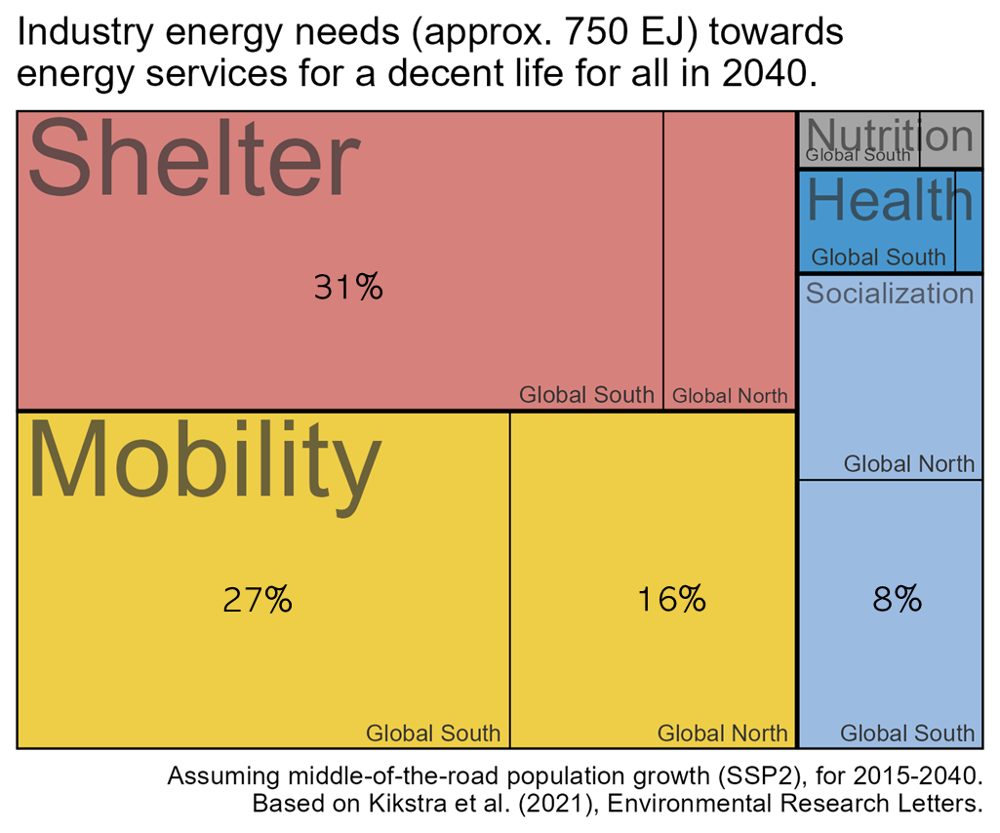 Industry energy needs (approx. 750 EJ) towards
energy services for a decent life for all in 2040.
Shelter
31%
Global South
Global North
Mobility
27%
Global South
16%
Global North
Nutrition
Global South
Health
Global South
Socialization
Global North
8%
Global South
Assuming middle-of-the-road population growth (SSP2), for 2015-2040.
Based on Kikstra et al. (2021), Environmental Research Letters.